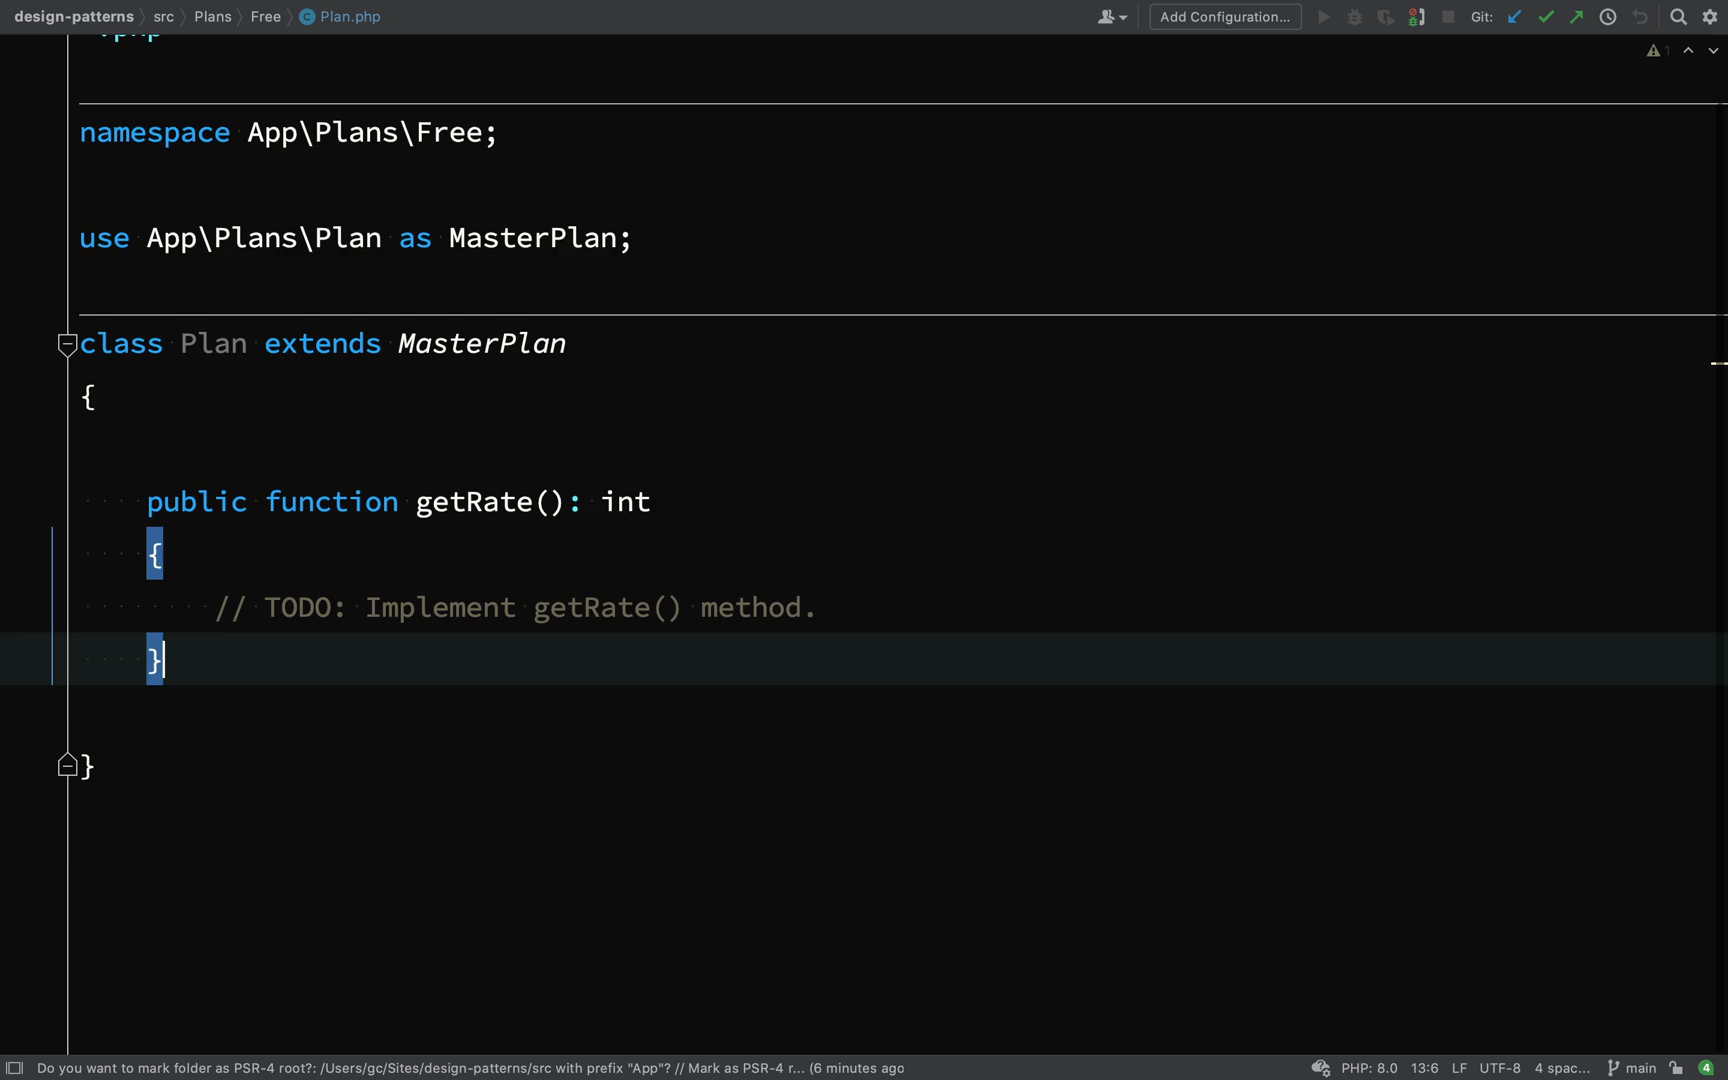 design-patterns src Plans Free Plan.php Add Configuration... Git:
1
namespace App\Plans\Free;
use App\Plans\Plan as MasterPlan;
class Plan extends MasterPlan
{
public function getRate(): int
{
// TODO: Implement getRate() method.
}
}
Do you want to mark folder as PSR-4 root?: /Users/gc/Sites/design-patterns/src with prefix "App"? // Mark as PSR-4 r... (6 minutes ago PHP: 8.0 13:6 LF UTF-8 4 spac... main 4